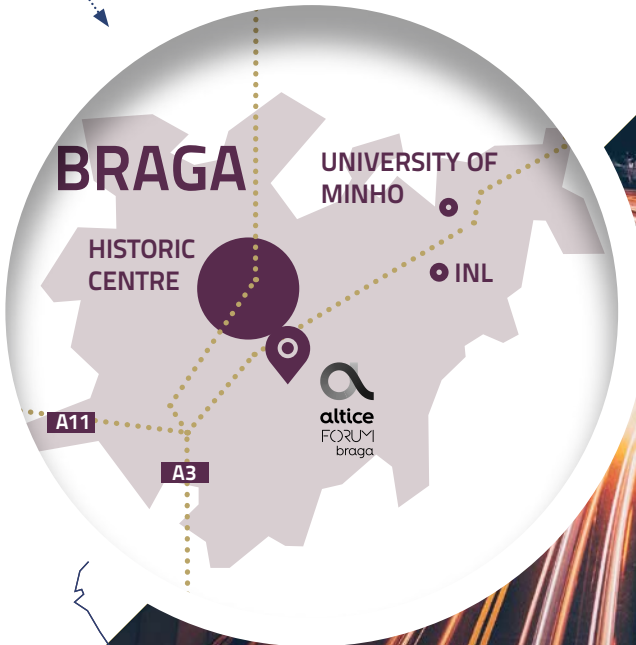 BRAGA
UNIVERSITY OF
MINHO
HISTORIC
CENTRE
INL
altice
FORUM
braga
A11
A3